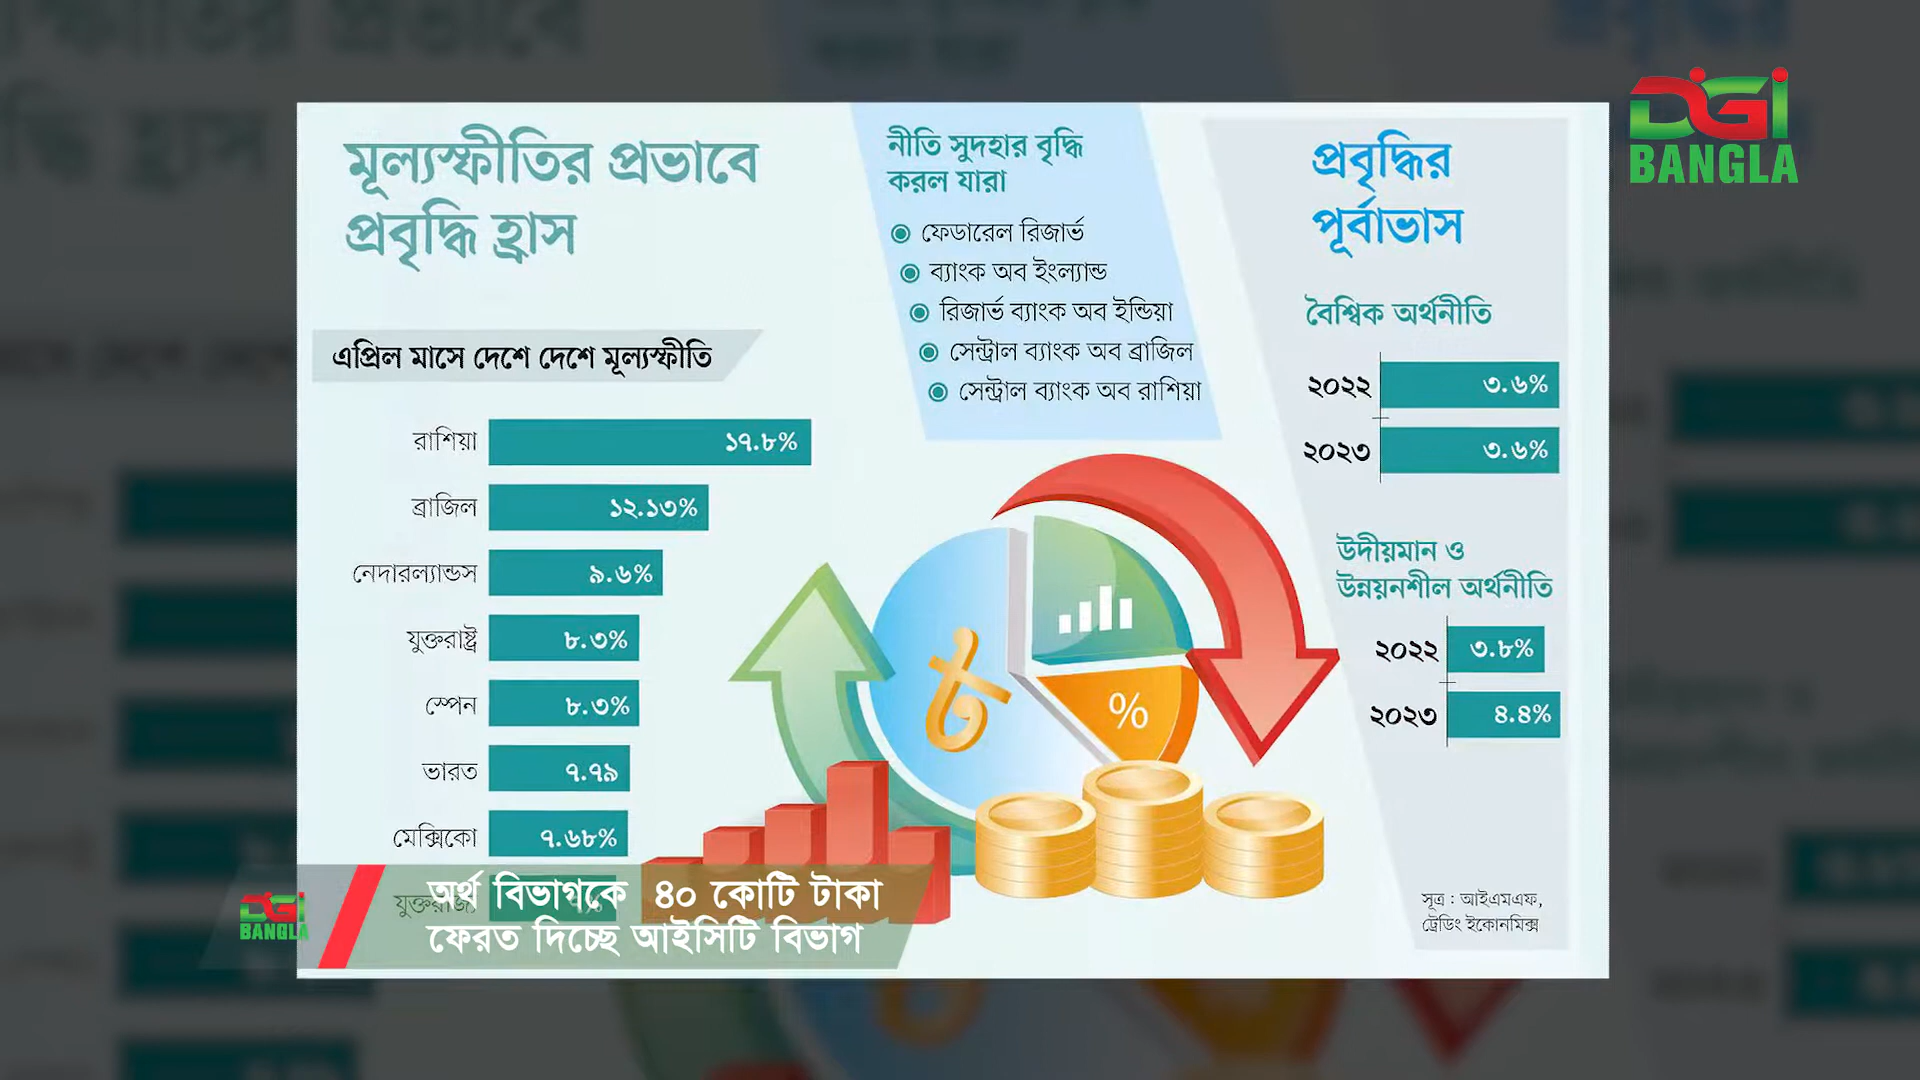 মূল্যস্ফীতির প্রভাবে
প্রবৃদ্ধি হ্রাস
এপ্রিল মাসে দেশে দেশে মূল্যস্ফীতি
রাশিয়া ১৭.৮%
ব্রাজিল ১২.১৩%
নেদারল্যান্ডস ৯.৬%
যুক্তরাষ্ট্র ৮.৩%
স্পেন ৮.৩%
ভারত ৭.৭৯
মেক্সিকো ৭.৬৮%
যুক্তরাজ্য
নীতি সুদহার বৃদ্ধি
করল যারা
ফেডারেল রিজার্ভ
ব্যাংক অব ইংল্যান্ড
রিজার্ভ ব্যাংক অব ইন্ডিয়া
সেন্ট্রাল ব্যাংক অব ব্রাজিল
সেন্ট্রাল ব্যাংক অব রাশিয়া
৳
%
প্রবৃদ্ধির
পূর্বাভাস
বৈশ্বিক অর্থনীতি
২০২২ ৩.৬%
২০২৩ ৩.৬%
উদীয়মান ও
উন্নয়নশীল অর্থনীতি
২০২২ ৩.৮%
২০২৩ ৪.৪%
সূত্র : আইএমএফ,
ট্রেডিং ইকোনমিক্স
DGI
BANGLA
DGI
BANGLA
অর্থ বিভাগকে ৪০ কোটি টাকা
ফেরত দিচ্ছে আইসিটি বিভাগ